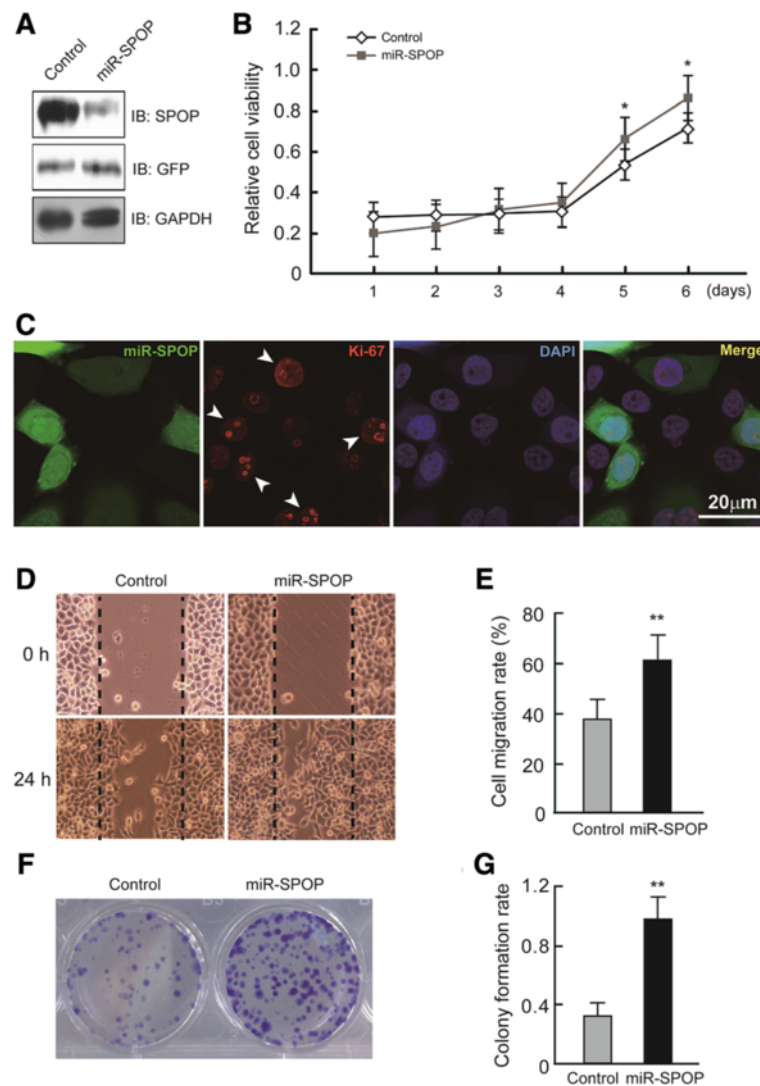 A
Control
miR-SPOP
IB: SPOP
IB: GFP
IB: GAPDH
B
Control
miR-SPOP
Relative cell viability
1.2
1.0
0.8
0.6
0.4
0.2
0
*
*
1 2 3 4 5 6 (days)
C
miR-SPOP
Ki-67
DAPI
Merge
20μm
D
Control
miR-SPOP
0 h
24 h
E
Cell migration rate (%)
80
60
40
20
0
**
Control miR-SPOP
F
Control
miR-SPOP
G
Colony formation rate
1.2
0.8
0.4
0
**
Control miR-SPOP